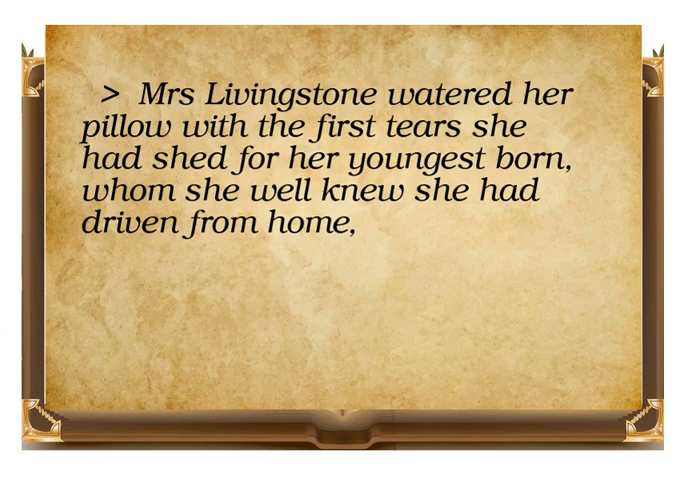 > Mrs Livingstone watered her
pillow with the first tears she
had shed for her youngest born,
whom she well knew she had
driven from home,